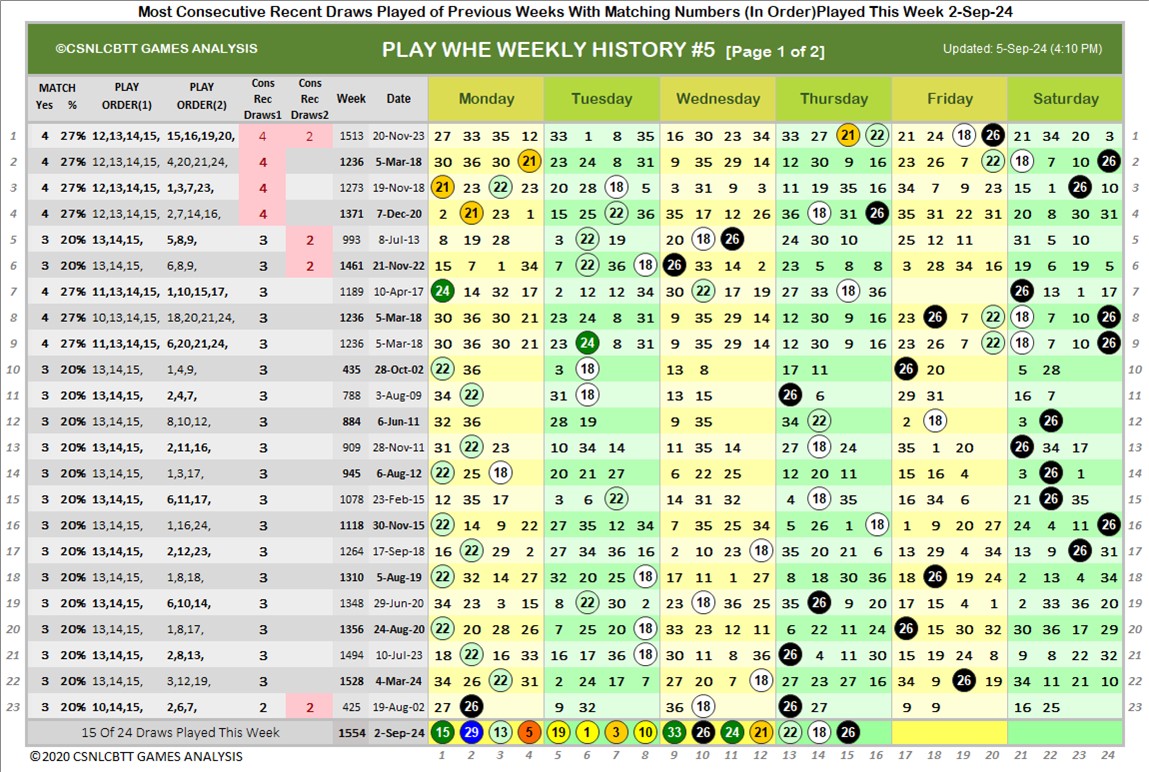 Most Consecutive Recent Draws Played of Previous Weeks With Matching Numbers (In Order)Played This Week 2-Sep-24
©CSNLCBTT GAMES ANALYSIS PLAY WHE WEEKLY HISTORY #5 [Page 1 of 2] Updated: 5-Sep-24 (4:10 PM)
MATCH PLAY PLAY Cons Cons
Yes % ORDER(1) ORDER(2) Rec Rec Week Date Monday Tuesday Wednesday Thursday Friday Saturday
Draws1 Draws2
1 4 27% 12,13,14,15, 15,16,19,20, 4 2 1513 20-Nov-23 27 33 35 12 33 1 8 35 16 30 23 34 33 27 21 22 21 24 18 26 21 34 20 3 1
2 4 27% 12,13,14,15, 4,20,21,24, 4 1236 5-Mar-18 30 36 30 21 23 24 8 31 9 35 29 14 12 30 9 16 23 26 7 22 18 7 10 26 2
3 4 27% 12,13,14,15, 1,3,7,23, 4 1273 19-Nov-18 21 23 22 23 20 28 18 5 3 31 9 3 11 19 35 16 34 7 9 23 15 1 23 10 3
4 4 27% 12,13,14,15, 2,7,14,16, 4 1371 7-Dec-20 2 21 23 1 15 25 22 36 35 17 12 26 36 18 31 26 35 31 22 31 20 8 30 31 4
5 3 20% 13,14,15, 5,8,9, 3 2 993 8-Jul-13 8 19 28 3 22 19 20 18 26 24 30 10 25 12 11 31 5 10 5
6 3 20% 13,14,15, 6,8,9, 3 2 1461 21-Nov-22 15 7 1 34 7 22 36 18 26 33 14 2 23 5 8 8 3 28 34 16 19 6 19 5 6
7 4 27% 11,13,14,15, 1,10,15,17, 3 1189 10-Apr-17 24 14 32 17 2 12 12 34 30 22 17 19 27 33 18 36 26 13 1 17 7
8 4 27% 10,13,14,15, 18,20,21,24, 3 1236 5-Mar-18 30 36 30 21 23 24 8 31 9 35 29 14 12 30 9 16 23 26 7 22 18 7 10 26 8
9 4 27% 11,13,14,15, 6,20,21,24, 3 1236 5-Mar-18 30 36 30 21 23 24 8 31 9 35 29 14 12 30 9 16 23 26 7 22 18 7 10 26 9
10 3 20% 13,14,15, 1,4,9, 3 435 28-Oct-02 22 36 3 18 13 8 17 11 26 20 5 28 10
11 3 20% 13,14,15, 2,4,7, 3 788 3-Aug-09 34 22 31 18 13 15 26 6 29 31 16 7 11
12 3 20% 13,14,15, 8,10,12, 3 884 6-Jun-11 32 36 28 19 9 35 34 22 2 18 3 22 12
13 3 20% 13,14,15, 2,11,16, 3 909 28-Nov-11 31 22 23 10 34 14 35 13 14 27 18 24 35 1 20 26 34 17 13
14 3 20% 13,14,15, 1,3,17, 3 945 6-Aug-12 22 25 18 20 21 27 6 22 25 12 20 11 15 16 4 3 26 1 14
15 3 20% 13,14,15, 6,11,17, 3 1078 23-Feb-15 12 35 17 3 6 22 14 31 32 4 18 35 16 34 6 21 26 35 15
16 3 20% 13,14,15, 1,16,24, 3 1118 30-Nov-15 22 14 9 22 27 35 12 34 7 35 25 34 5 26 1 18 1 9 20 27 24 4 11 26 16
17 3 20% 13,14,15, 2,12,23, 3 1264 17-Sep-18 16 22 29 2 27 34 36 16 2 10 23 18 35 20 21 6 13 29 4 34 13 9 23 31 17
18 3 20% 13,14,15, 1,8,18, 3 1310 5-Aug-19 22 32 14 27 32 20 25 18 17 11 1 27 8 18 30 36 18 26 19 24 2 13 4 34 18
19 3 20% 13,14,15, 6,10,14, 3 1348 29-Jun-20 34 23 3 15 8 22 30 2 23 18 36 25 35 26 9 20 17 15 4 1 2 33 36 20 19
20 3 20% 13,14,15, 1,8,17, 3 1356 24-Aug-20 22 20 28 26 7 25 20 18 33 23 12 11 6 22 11 24 26 15 30 32 30 36 17 29 20
21 3 20% 13,14,15, 2,8,13, 3 1494 10-Jul-23 18 22 16 33 16 17 36 18 30 11 8 36 26 4 11 30 15 19 24 8 9 8 22 32 21
22 3 20% 13,14,15, 3,12,19, 3 1528 4-Mar-24 34 26 22 31 2 24 17 7 27 20 7 18 27 23 27 16 34 9 26 19 34 11 21 10 22
23 3 20% 10,14,15, 2,6,7, 2 2 425 19-Aug-02 27 26 9 32 36 18 26 27 9 9 16 25 23
15 Of 24 Draws Played This Week 1554 2-Sep-24 15 29 13 5 19 1 3 10 33 26 24 21 22 18 26
©2020 CSNLCBTT GAMES ANALYSIS 1 2 3 4 5 6 7 8 9 10 11 12 13 14 15 16 17 18 19 20 21 22 23 24